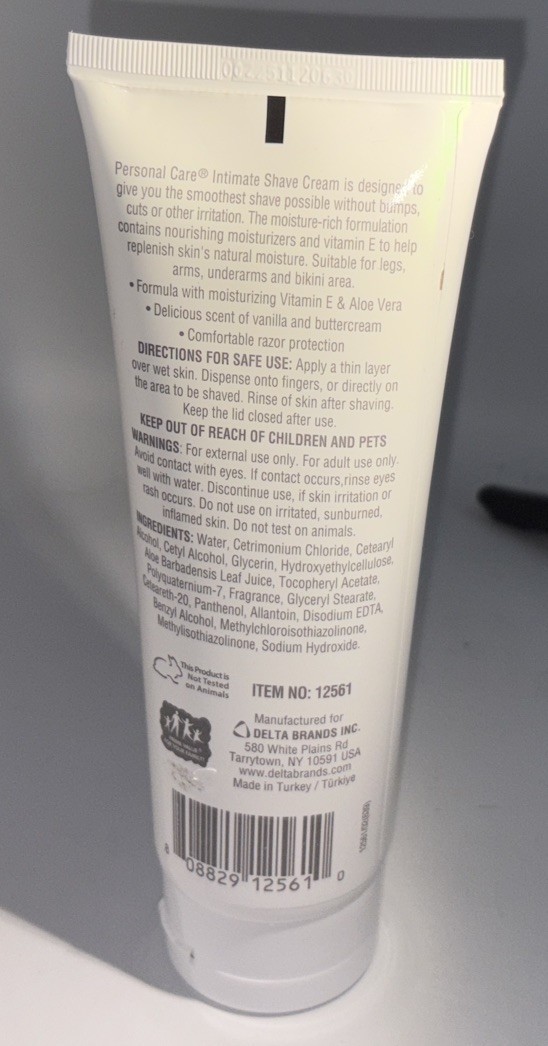 Personal Care® Intimate Shave Cream is designed to
give you the smoothest shave possible without bumps,
cuts or other irritation. The moisture-rich formulation
contains nourishing moisturizers and vitamin E to help
replenish skin's natural moisture. Suitable for legs,
arms, underarms and bikini area.
• Formula with moisturizing Vitamin E & Aloe Vera
• Delicious scent of vanilla and buttercream
• Comfortable razor protection
DIRECTIONS FOR SAFE USE: Apply a thin layer
over wet skin. Dispense onto fingers, or directly on
the area to be shaved. Rinse of skin after shaving.
Keep the lid closed after use.
KEEP OUT OF REACH OF CHILDREN AND PETS
WARNINGS: For external use only. For adult use only.
Avoid contact with eyes. If contact occurs,rinse eyes
well with water. Discontinue use, if skin irritation or
rash occurs. Do not use on irritated, sunburned,
inflamed skin. Do not test on animals.
INGREDIENTS: Water, Cetrimonium Chloride, Cetearyl
Alcohol, Cetyl Alcohol, Glycerin, Hydroxyethylcellulose,
Aloe Barbadensis Leaf Juice, Tocopheryl Acetate,
Polyquaternium-7, Fragrance, Glyceryl Stearate,
Ceteareth-20, Panthenol, Allantoin, Disodium EDTA,
Benzyl Alcohol, Methylchloroisothiazolinone,
Methylisothiazolinone, Sodium Hydroxide.
This Product is
Not Tested
on Animals
ITEM NO: 12561
Manufactured for
DELTA BRANDS INC.
580 White Plains Rd
Tarrytown, NY 10591 USA
www.deltabrands.com
Made in Turkey / Türkiye
8 08829 12561 0